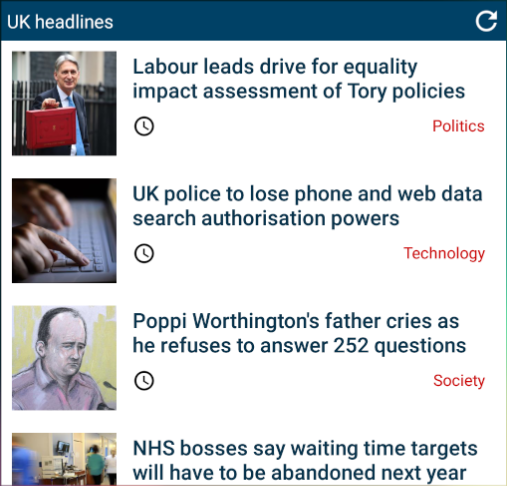 UK headlines
Labour leads drive for equality
impact assessment of Tory policies
Politics
UK police to lose phone and web data
search authorisation powers
Technology
Poppi Worthington's father cries as
he refuses to answer 252 questions
Society
NHS bosses say waiting time targets
will have to be abandoned next year